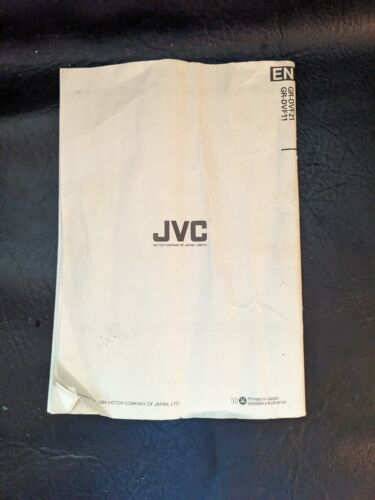 EN
GR-DVF21
GR-DVF11
JVC
VICTOR COMPANY OF JAPAN, LIMITED
VICTOR COMPANY OF JAPAN, LTD.
Printed in Japan